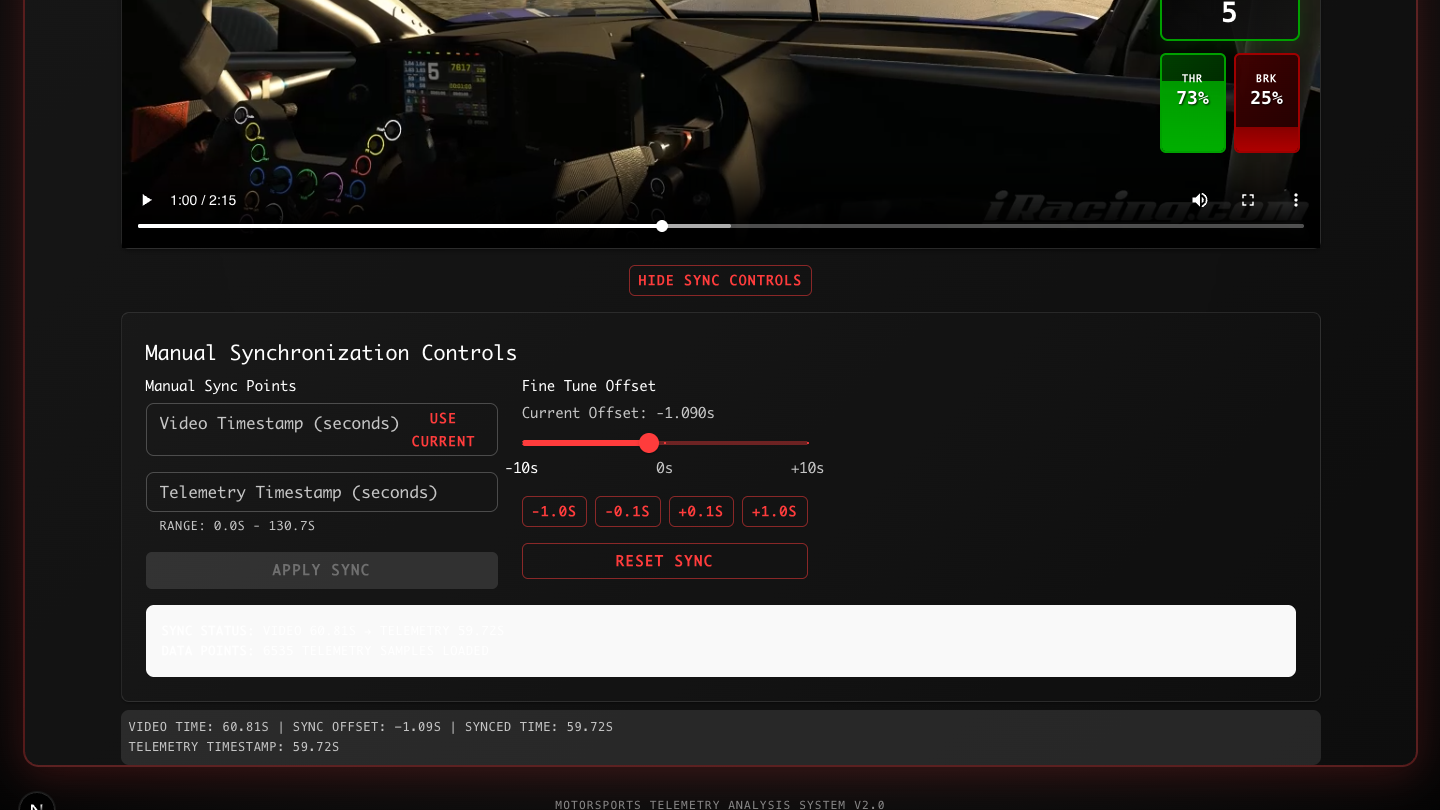 5
THR
73%
BRK
25%
5
7817
1:00 / 2:15
iRacing.com
HIDE SYNC CONTROLS
Manual Synchronization Controls
Manual Sync Points
Video Timestamp (seconds)
USE
CURRENT
Telemetry Timestamp (seconds)
RANGE: 0.0S - 130.7S
APPLY SYNC
Fine Tune Offset
Current Offset: -1.090s
-10s
0s
+10s
-1.0S
-0.1S
+0.1S
+1.0S
RESET SYNC
SYNC STATUS: VIDEO 60.81S → TELEMETRY 59.72S
DATA POINTS: TELEMETRY SAMPLES LOADED
VIDEO TIME: 60.81S | SYNC OFFSET: -1.09S | SYNCED TIME: 59.72S
TELEMETRY TIMESTAMP: 59.72S
MOTORSPORTS TELEMETRY ANALYSIS SYSTEM V2.0